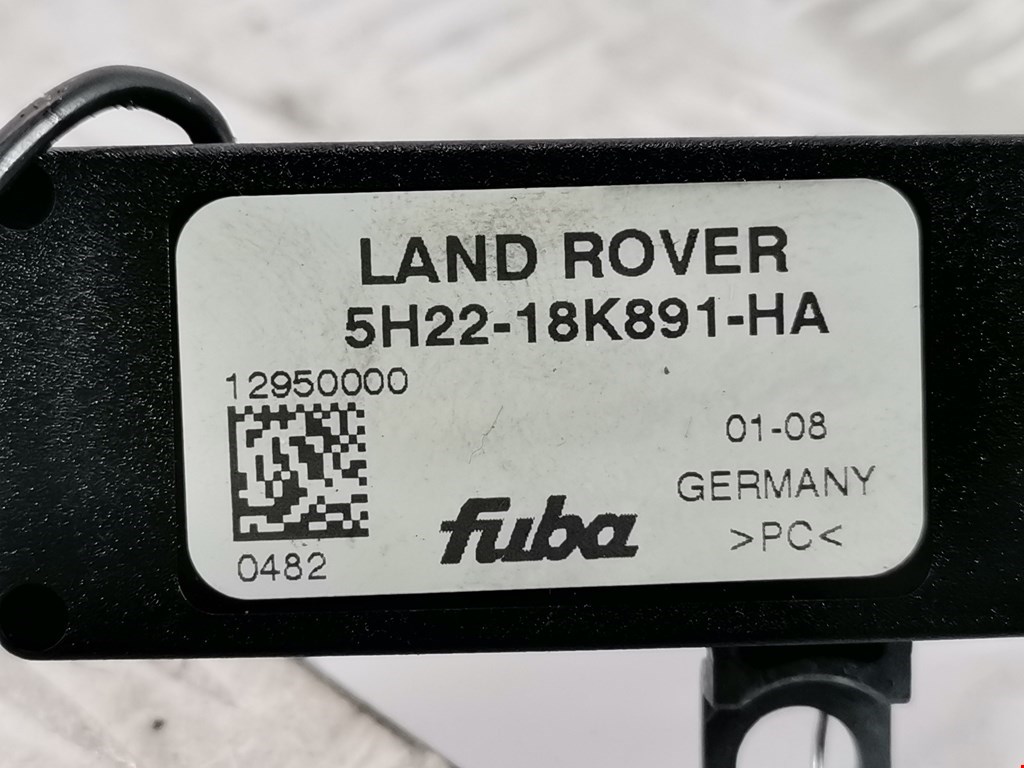 LAND ROVER
5H22-18K891-HA
12950000
01-08
GERMANY
fuba
>PC<
0482